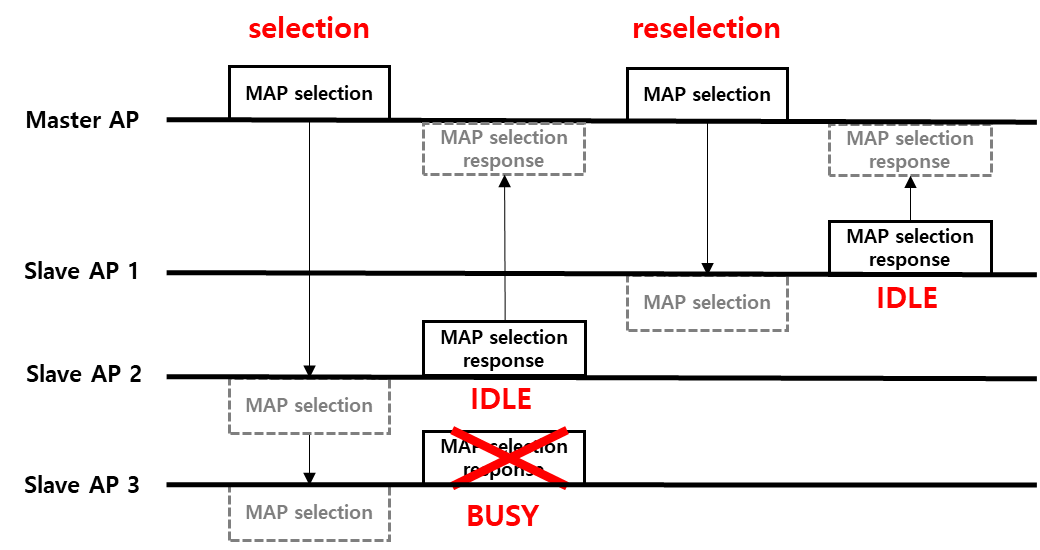 selection
reselection
MAP selection
MAP selection
Master AP
MAP selection
response
MAP selection
response
Slave AP 1
MAP selection
response
MAP selection
IDLE
Slave AP 2
MAP selection
response
MAP selection
IDLE
Slave AP 3
MAP selection
response
MAP selection
BUSY